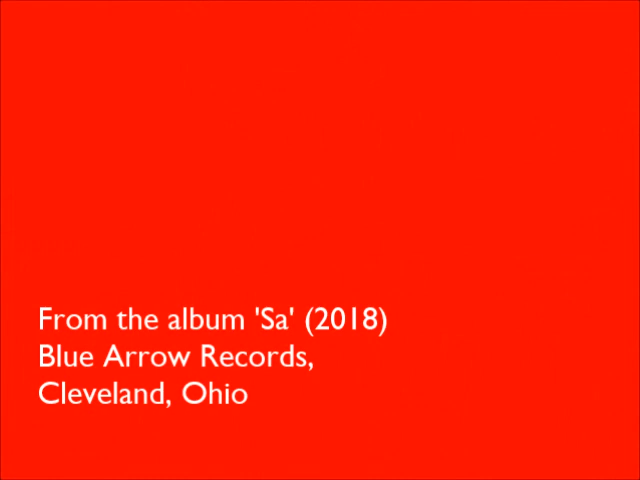 From the album 'Sa' (2018)
Blue Arrow Records,
Cleveland, Ohio